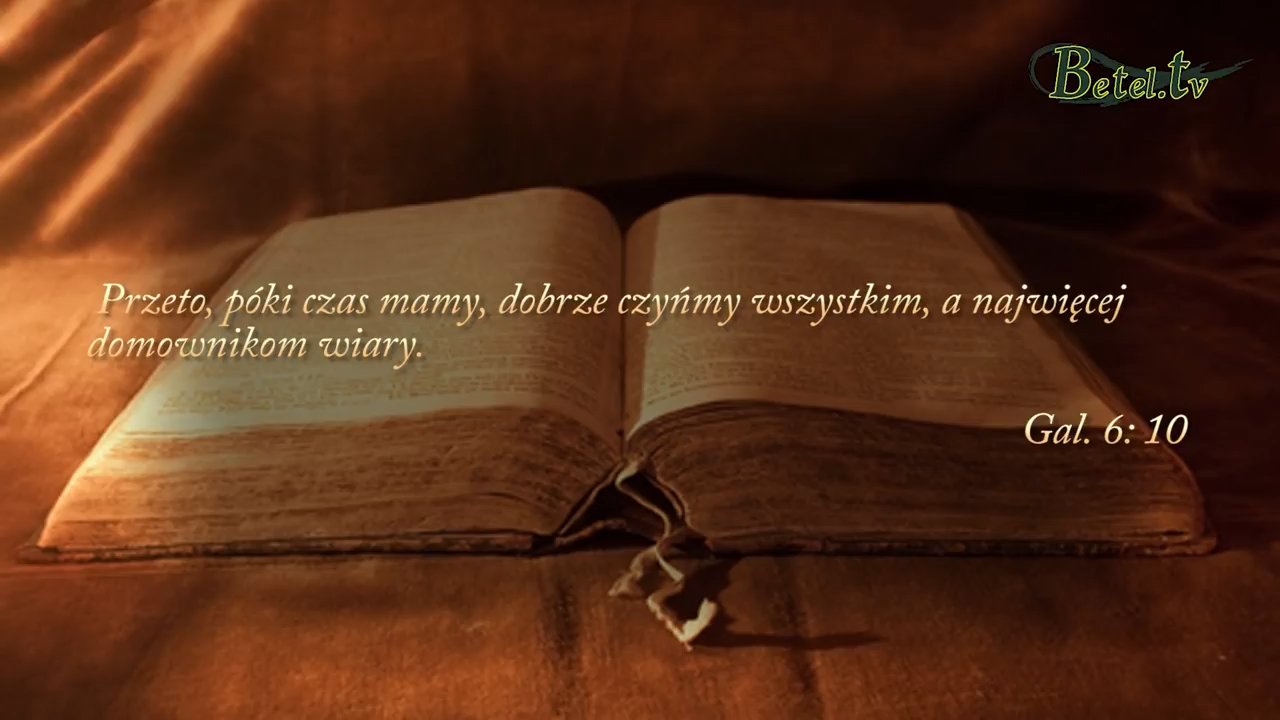 Betel.tv
Przeto, póki czas mamy, dobrze czyńmy wszystkim, a najwięcej
domownikom wiary.
Gal. 6: 10